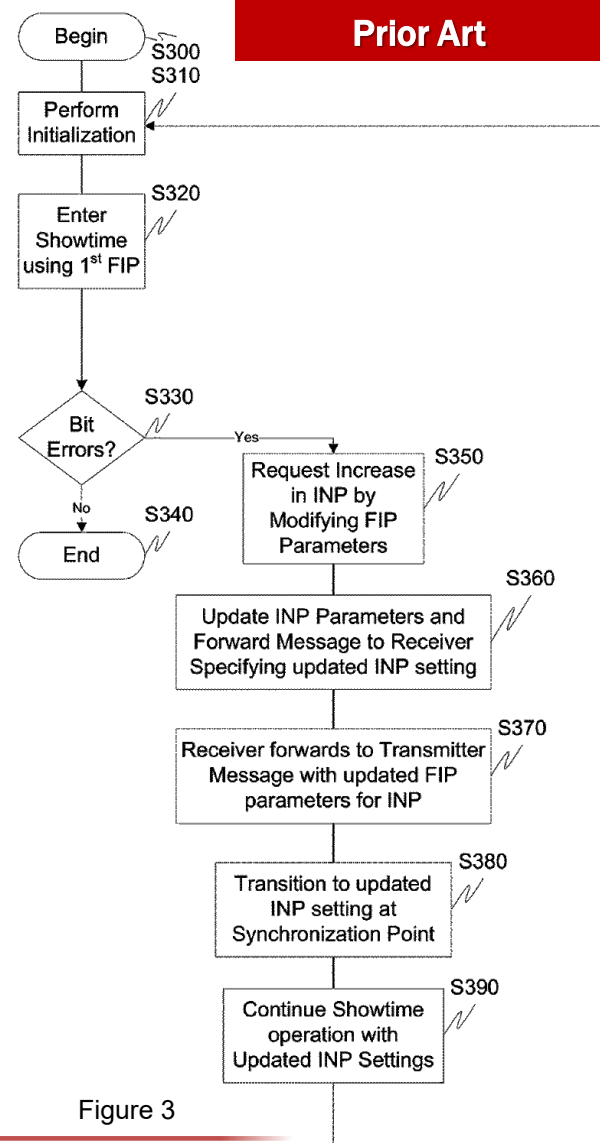 Prior Art
Begin
S300
S310
Perform
Initialization
S320
Enter
Showtime
using 1st FIP
S330
Bit
Errors?
Yes
No
S340
End
S350
Request Increase
in INP by
Modifying FIP
Parameters
S360
Update INP Parameters and
Forward Message to Receiver
Specifying updated INP setting
S370
Receiver forwards to Transmitter
Message with updated FIP
parameters for INP
S380
Transition to updated
INP setting at
Synchronization Point
S390
Continue Showtime
operation with
Updated INP Settings
Figure 3